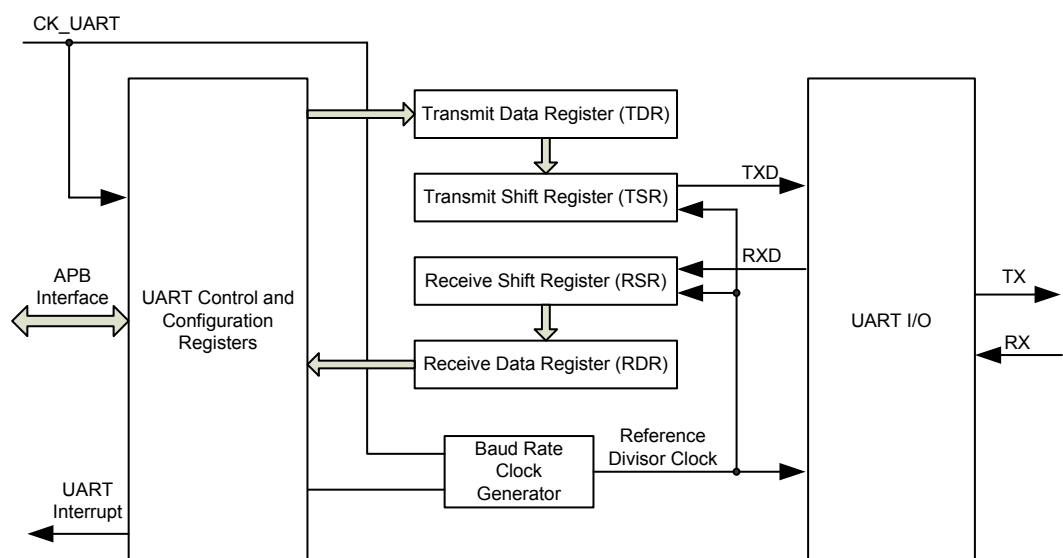 CK_UART
Transmit Data Register (TDR)
Transmit Shift Register (TSR)
TXD
Receive Shift Register (RSR)
RXD
Receive Data Register (RDR)
APB
Interface
UART Control and
Configuration
Registers
UART I/O
TX
RX
Baud Rate
Clock
Generator
Reference
Divisor Clock
UART
Interrupt